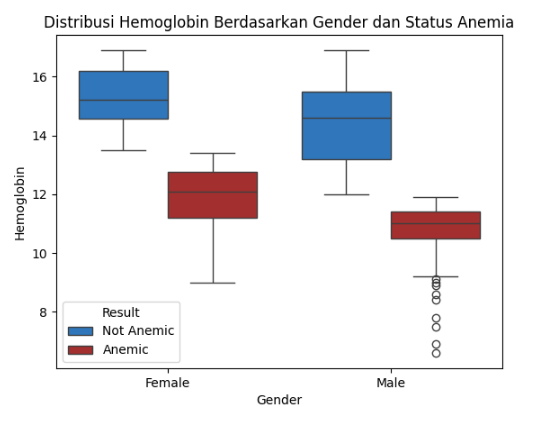 Distribusi Hemoglobin Berdasarkan Gender dan Status Anemia
16
14
12
10
8
Hemoglobin
Result
Not Anemic
Anemic
Female
Male
Gender